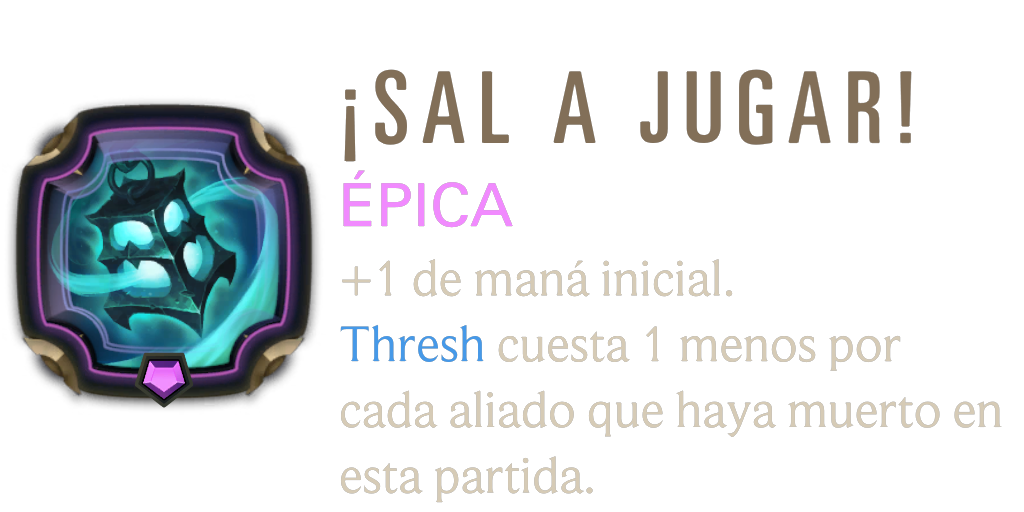 ¡SAL A JUGAR!
ÉPICA
+1 de maná inicial.
Thresh cuesta 1 menos por
cada aliado que haya muerto en
esta partida.